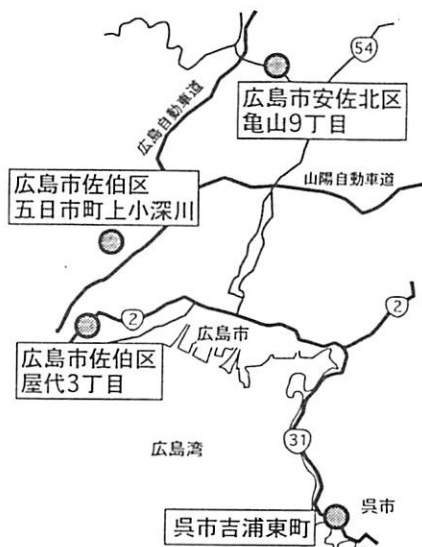 54
広島市安佐北区
亀山9丁目
広島自動車道
広島市佐伯区
五日市町上小深川
山陽自動車道
2
2
広島市
広島市佐伯区
屋代3丁目
広島湾
31
呉市
呉市吉浦東町